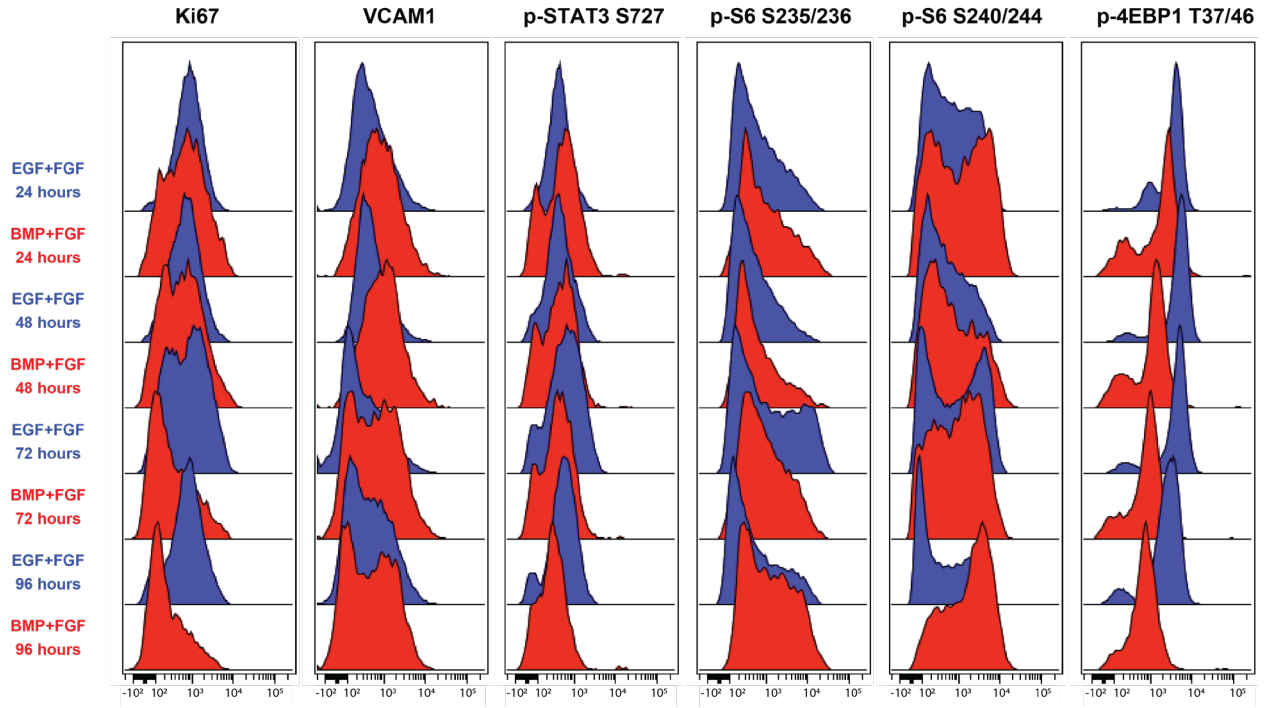 Ki67 VCAM1 p-STAT3 S727 p-S6 S235/236 p-S6 S240/244 p-4EBP1 T37/46
EGF+FGF
24 hours
BMP+FGF
24 hours
EGF+FGF
48 hours
BMP+FGF
48 hours
EGF+FGF
72 hours
BMP+FGF
72 hours
EGF+FGF
96 hours
BMP+FGF
96 hours
-10² 10² 10³ 10⁴ 10⁵ -10² 10² 10³ 10⁴ 10⁵ -10² 10² 10³ 10⁴ 10⁵ -10² 10² 10³ 10⁴ 10⁵ -10² 10² 10³ 10⁴ 10⁵ -10² 10² 10³ 10⁴ 10⁵